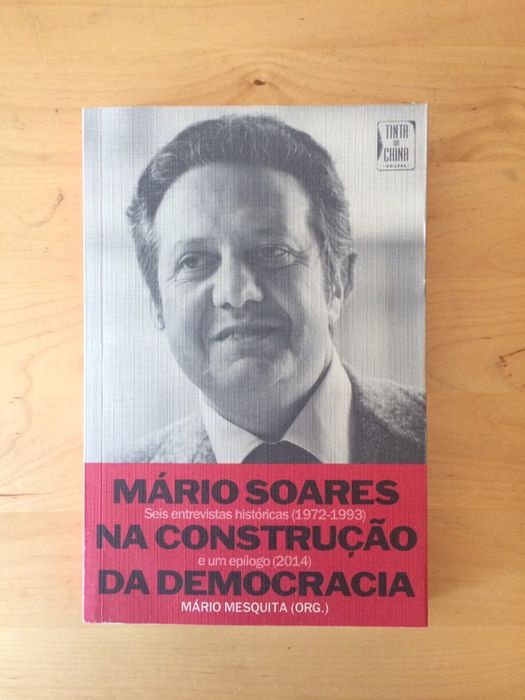 TINTA
DA
CHINA
EDIÇÕES
MÁRIO SOARES
Seis entrevistas históricas (1972-1993)
NA CONSTRUÇÃO
e um epílogo (2014)
DA DEMOCRACIA
MÁRIO MESQUITA (ORG.)